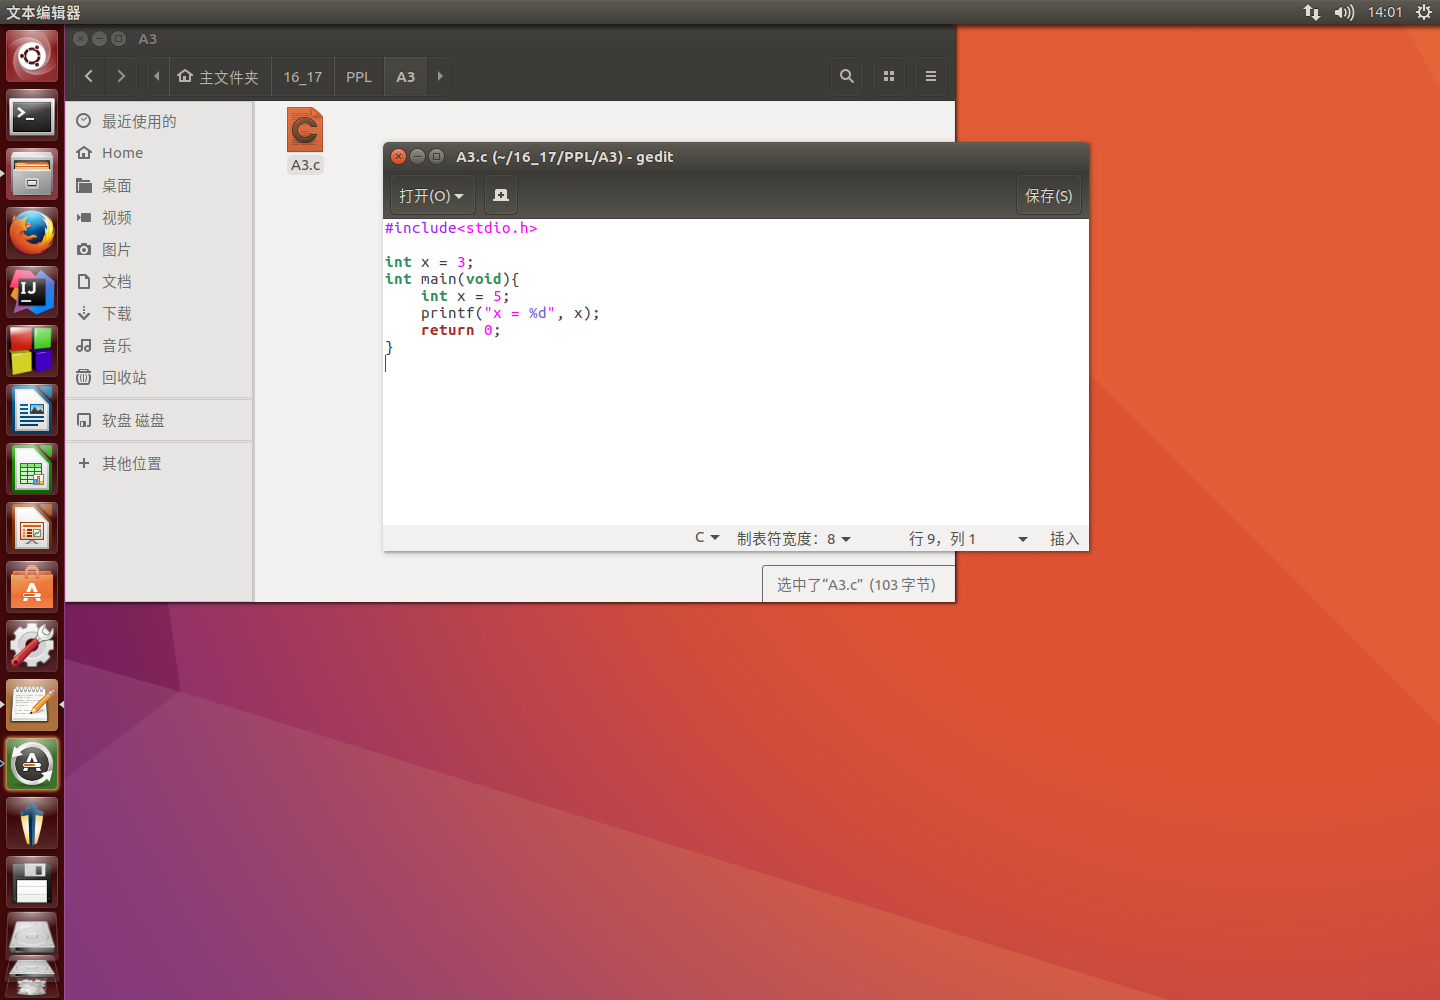 文本编辑器
14:01
A3
主文件夹
16_17
PPL
A3
最近使用的
Home
桌面
视频
图片
文档
下载
音乐
回收站
软盘 磁盘
其他位置
A3.c
A3.c (~/16_17/PPL/A3) - gedit
打开(O)
保存(S)
#include<stdio.h>
int x = 3;
int main(void){
int x = 5;
printf("x = %d", x);
return 0;
}
C
制表符宽度：8
行 9，列 1
插入
选中了“A3.c” (103 字节)
IJ